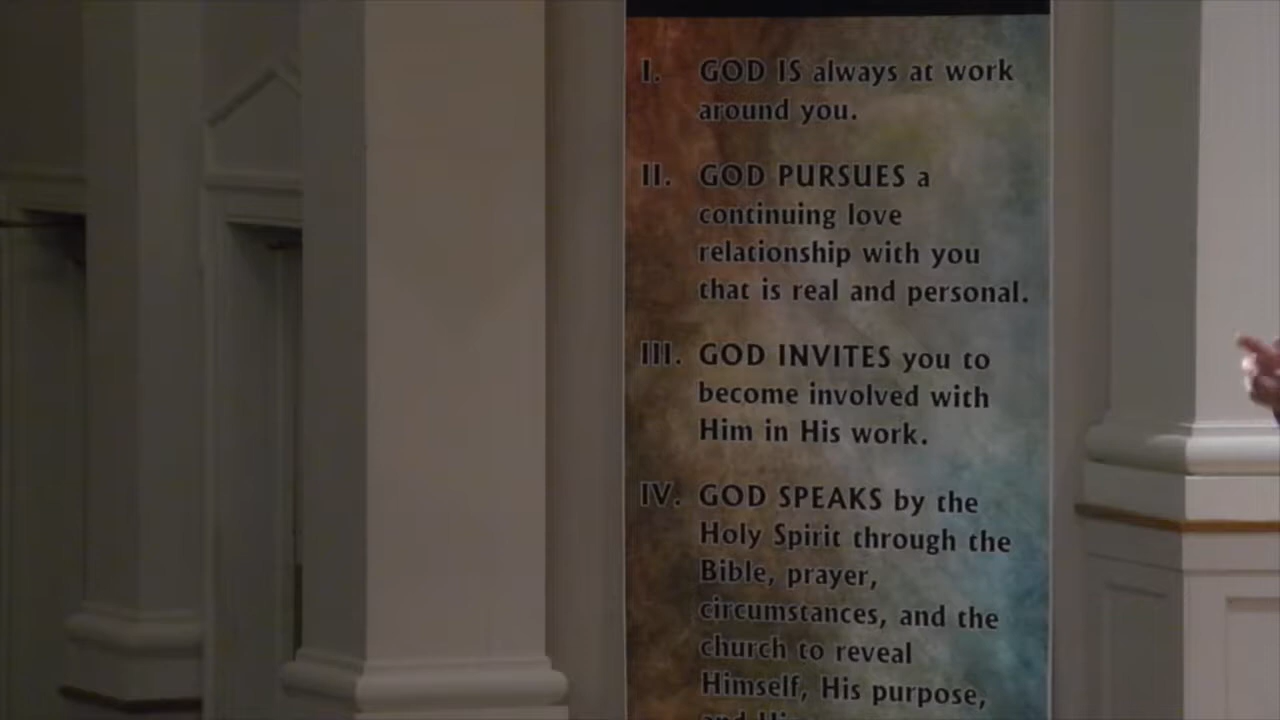 I. GOD IS always at work
around you.
II. GOD PURSUES a
continuing love
relationship with you
that is real and personal.
III. GOD INVITES you to
become involved with
Him in His work.
IV. GOD SPEAKS by the
Holy Spirit through the
Bible, prayer,
circumstances, and the
church to reveal
Himself, His purpose,
and